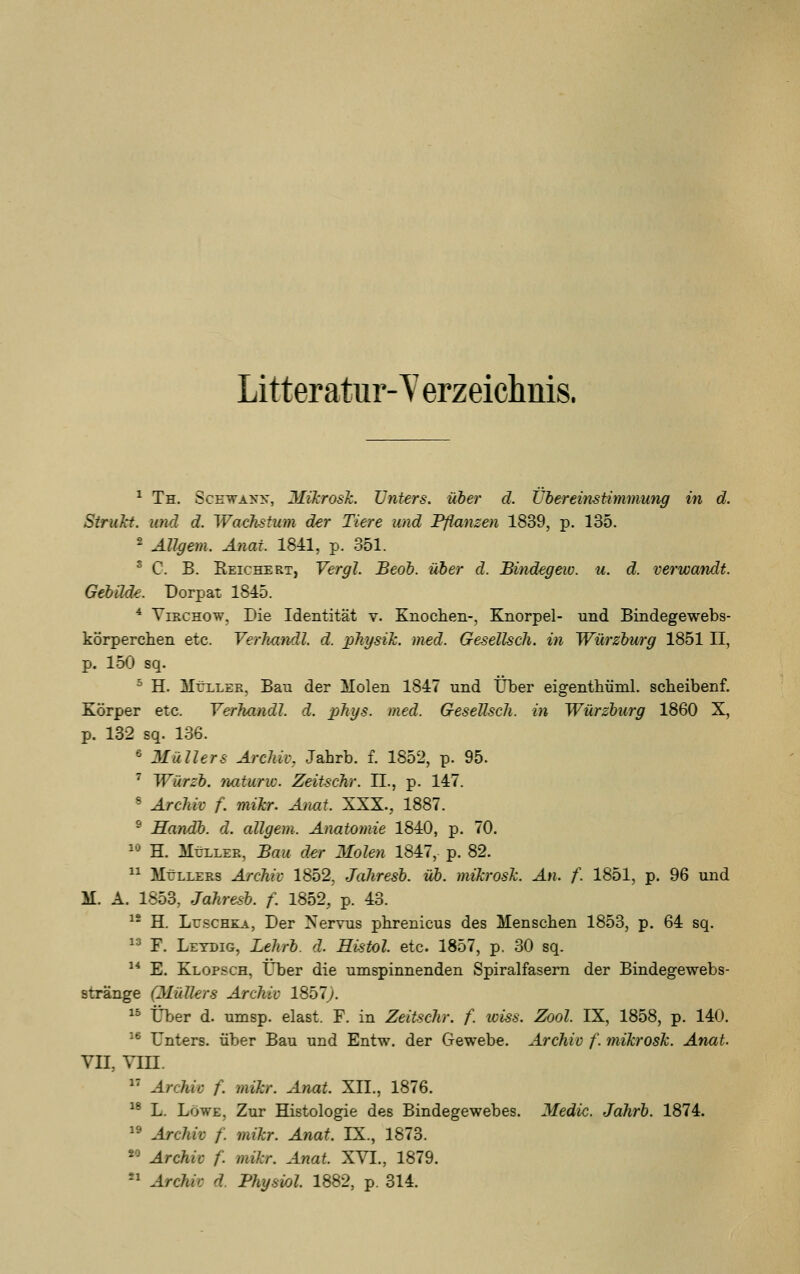 Litteratur-Verzeichnis.
¹ Th. Schwann, Mikrosk. Unters. über d. Übereinstimmung in d.
Strukt. und d. Wachstum der Tiere und Pflanzen 1839, p. 135.
² Allgem. Anat. 1841, p. 351.
³ C. B. Reichert, Vergl. Beob. über d. Bindegew. u. d. verwandt.
Gebilde. Dorpat 1845.
⁴ Virchow, Die Identität v. Knochen-, Knorpel- und Bindegewebs-
körperchen etc. Verhandl. d. physik. med. Gesellsch. in Würzburg 1851 II,
p. 150 sq.
⁵ H. Müller, Bau der Molen 1847 und Über eigenthüml. scheibenf.
Körper etc. Verhandl. d. phys. med. Gesellsch. in Würzburg 1860 X,
p. 132 sq. 136.
⁶ Müllers Archiv, Jahrb. f. 1852, p. 95.
⁷ Würzb. naturw. Zeitschr. II., p. 147.
⁸ Archiv f. mikr. Anat. XXX., 1887.
⁹ Handb. d. allgem. Anatomie 1840, p. 70.
¹⁰ H. Müller, Bau der Molen 1847, p. 82.
¹¹ Müllers Archiv 1852, Jahresb. üb. mikrosk. An. f. 1851, p. 96 und
M. A. 1853, Jahresb. f. 1852, p. 43.
¹² H. Luschka, Der Nervus phrenicus des Menschen 1853, p. 64 sq.
¹³ F. Leydig, Lehrb. d. Histol. etc. 1857, p. 30 sq.
¹⁴ E. Klopsch, Über die umspinnenden Spiralfasern der Bindegewebs-
stränge (Müllers Archiv 1857).
¹⁵ Über d. umsp. elast. F. in Zeitschr. f. wiss. Zool. IX, 1858, p. 140.
¹⁶ Unters. über Bau und Entw. der Gewebe. Archiv f. mikrosk. Anat.
VII, VIII.
¹⁷ Archiv f. mikr. Anat. XII., 1876.
¹⁸ L. Löwe, Zur Histologie des Bindegewebes. Medic. Jahrb. 1874.
¹⁹ Archiv f. mikr. Anat. IX., 1873.
²⁰ Archiv f. mikr. Anat. XVI., 1879.
²¹ Archiv d. Physiol. 1882, p. 314.